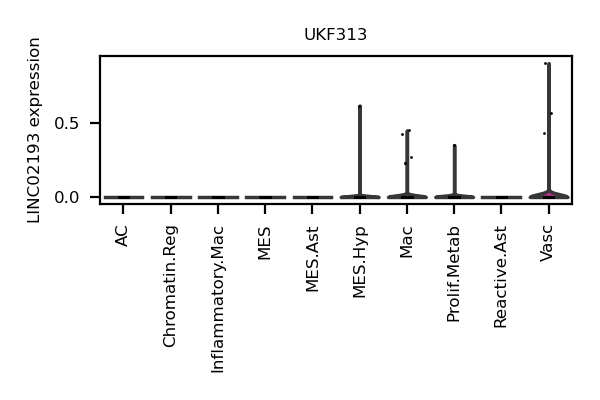 UKF313
LINC02193 expression
0.5
0.0
AC
Chromatin.Reg
Inflammatory.Mac
MES
MES.Ast
MES.Hyp
Mac
Prolif.Metab
Reactive.Ast
Vasc